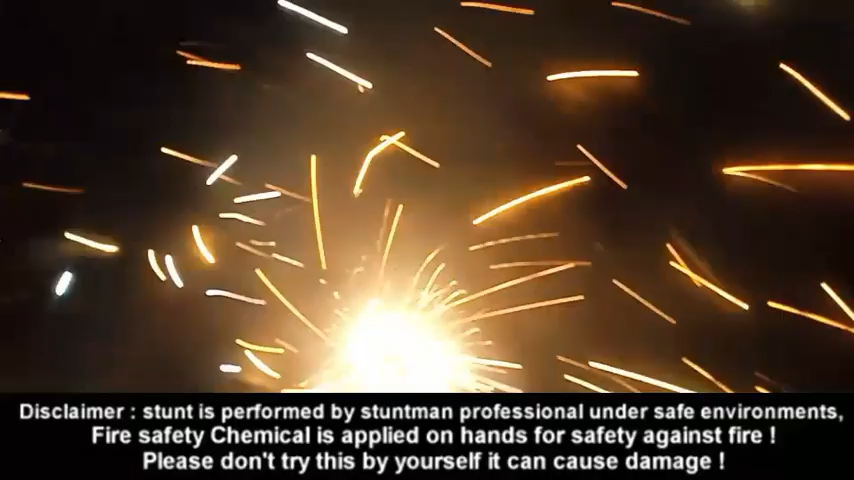 Disclaimer : stunt is performed by stuntman professional under safe environments,
Fire safety Chemical is applied on hands for safety against fire !
Please don't try this by yourself it can cause damage !